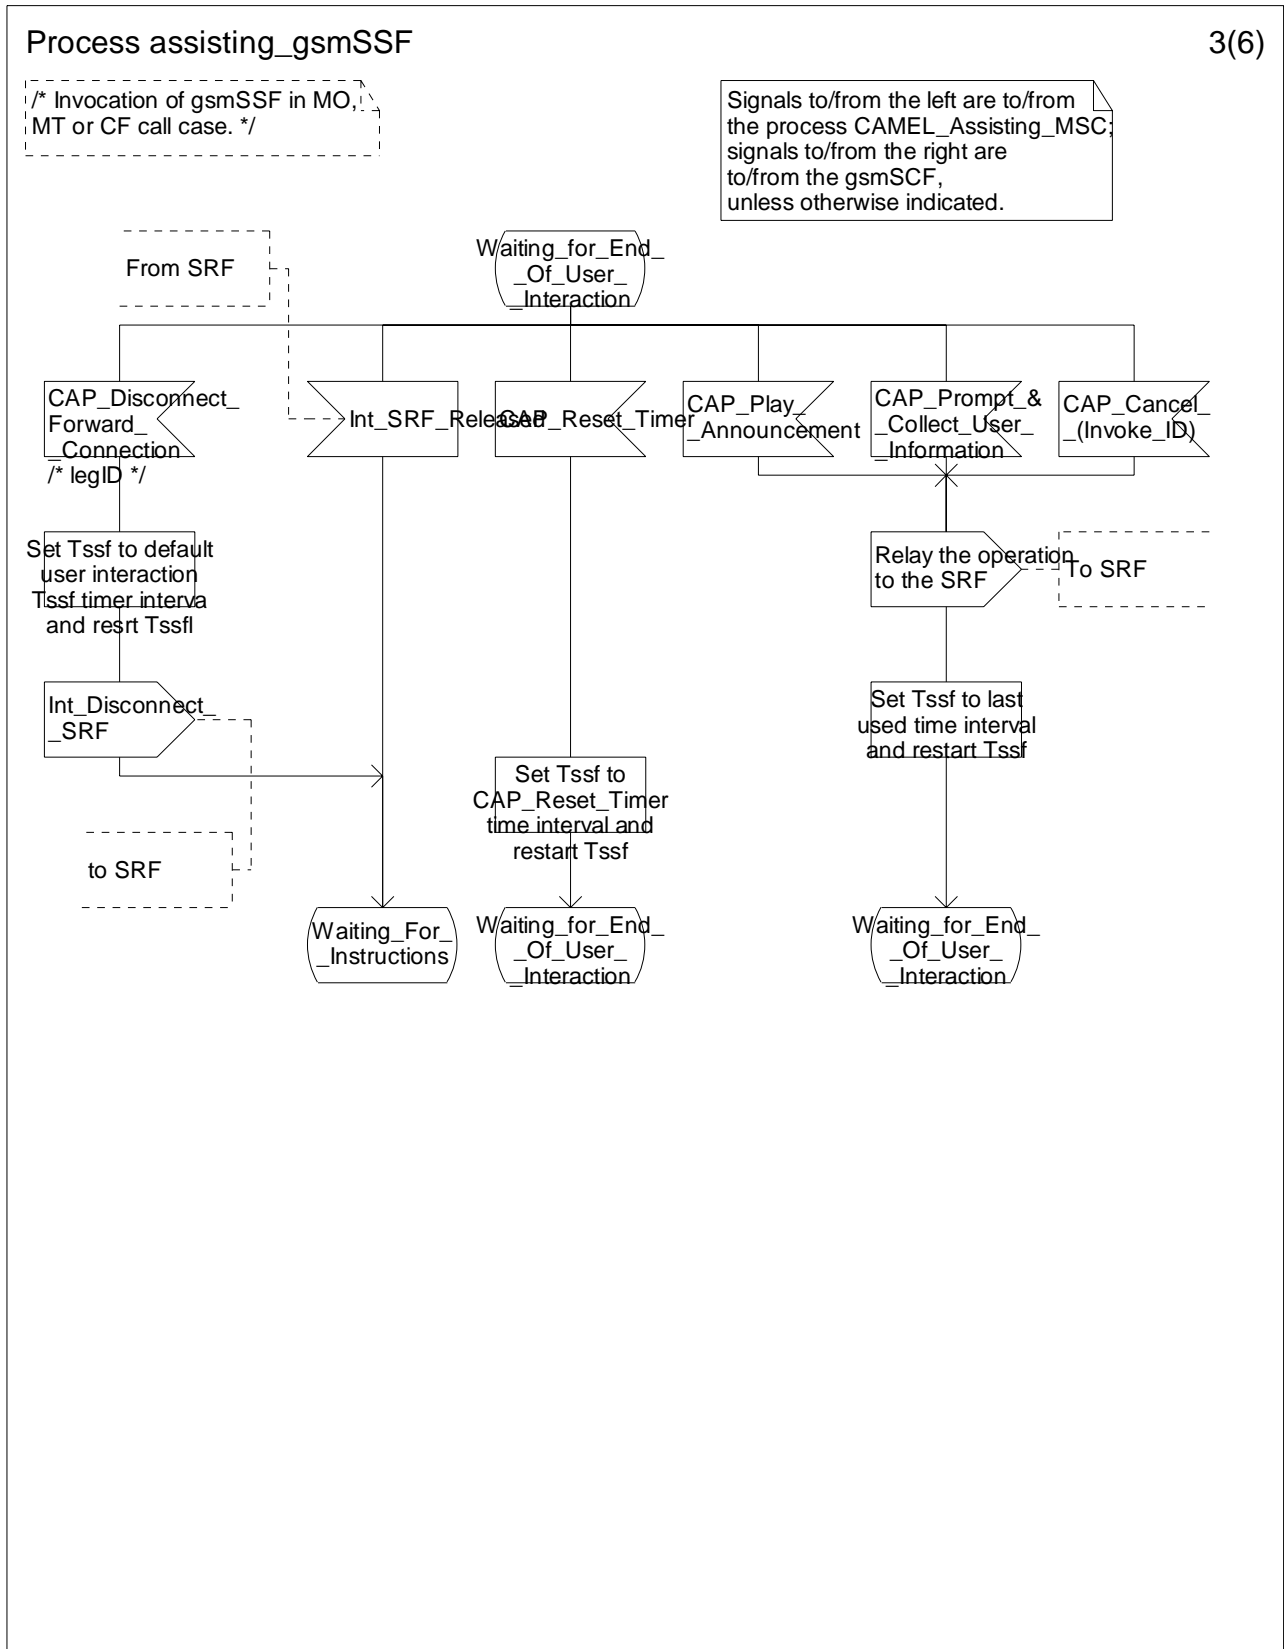 Process assisting_gsmSSF
3(6)
/* Invocation of gsmSSF in MO,
MT or CF call case. */
Signals to/from the left are to/from
the process CAMEL_Assisting_MSC;
signals to/from the right are
to/from the gsmSCF,
unless otherwise indicated.
From SRF
Waiting_for_End_
_Of_User_
_Interaction
CAP_Disconnect_
Forward_
_Connection
/* legID */
Int_SRF_Released
CAP_Reset_Timer
CAP_Play_
_Announcement
CAP_Prompt_&
_Collect_User_
_Information
CAP_Cancel_
_(Invoke_ID)
Set Tssf to default
user interaction
Tssf timer interva
and resrt Tssfl
Relay the operation
to the SRF
To SRF
Int_Disconnect_
_SRF
Set Tssf to last
used time interval
and restart Tssf
Set Tssf to
CAP_Reset_Timer
time interval and
restart Tssf
to SRF
Waiting_For_
_Instructions
Waiting_for_End_
_Of_User_
_Interaction
Waiting_for_End_
_Of_User_
_Interaction